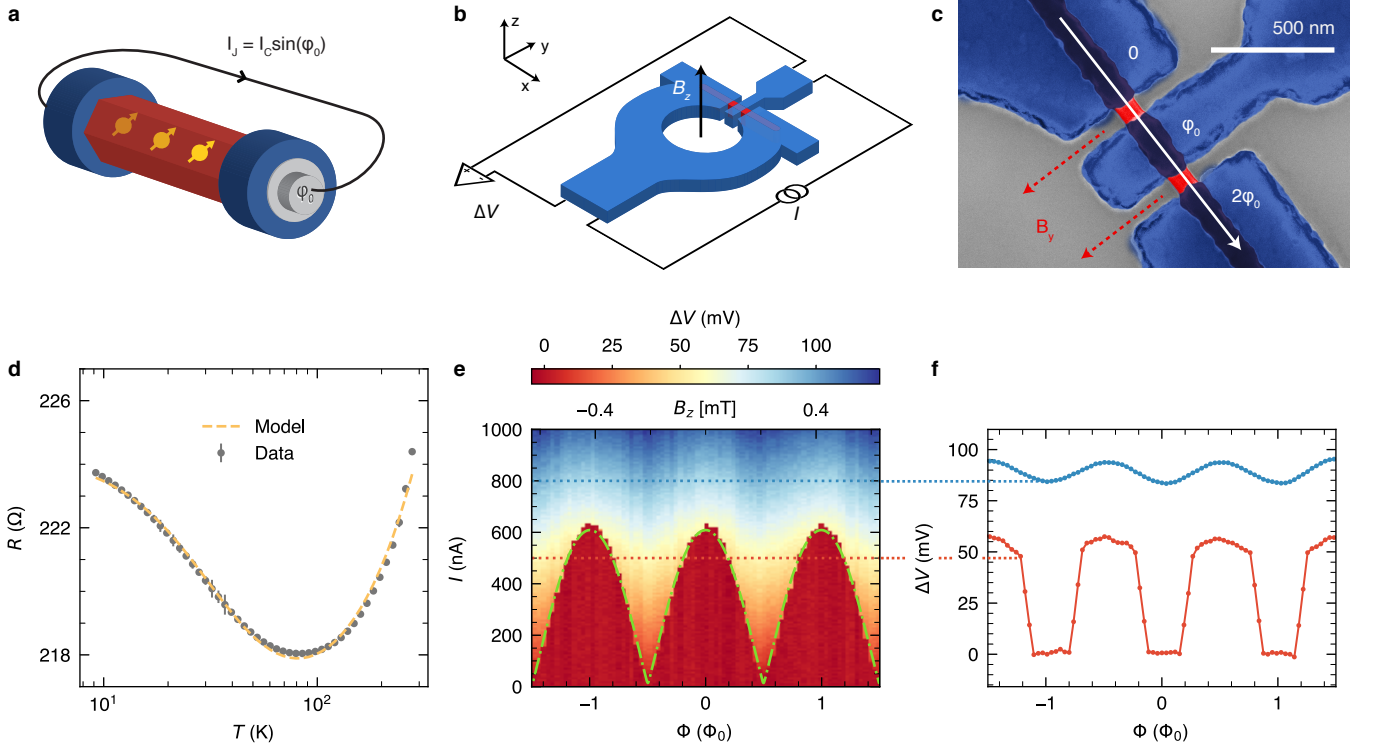 a
I_J = I_C sin(φ_0)
φ_0
b
z
y
x
B_z
ΔV
I
c
500 nm
0
φ_0
2φ_0
B_y
d
226
222
218
R (Ω)
Model
Data
10^1
10^2
T (K)
ΔV (mV)
0 25 50 75 100
e
−0.4 B_z [mT] 0.4
1000
800
600
400
200
0
I (nA)
−1 0 1
Φ (Φ_0)
f
100
75
50
25
0
ΔV (mV)
−1 0 1
Φ (Φ_0)